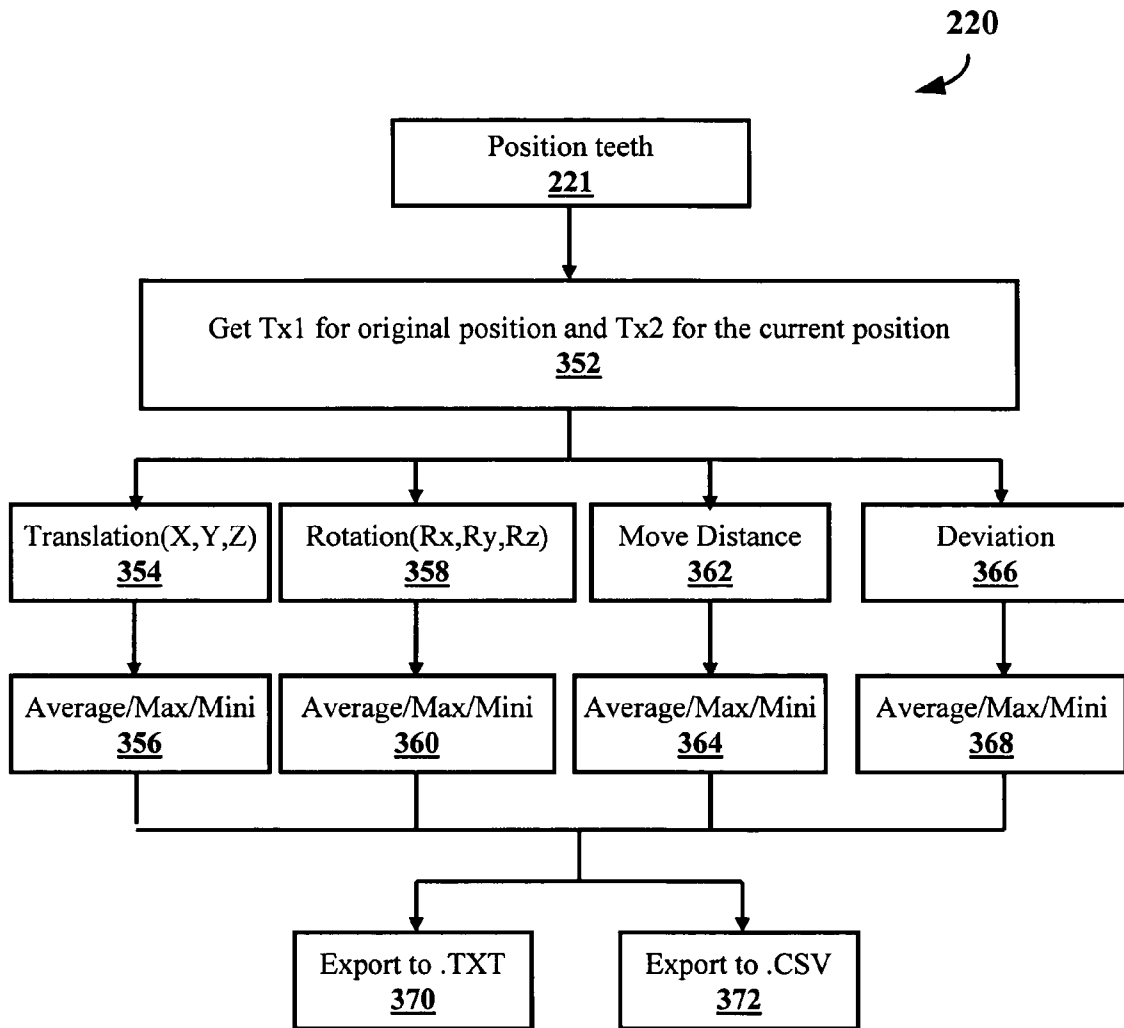 220
Position teeth
221
Get Tx1 for original position and Tx2 for the current position
352
Translation(X,Y,Z)
354
Rotation(Rx,Ry,Rz)
358
Move Distance
362
Deviation
366
Average/Max/Mini
356
Average/Max/Mini
360
Average/Max/Mini
364
Average/Max/Mini
368
Export to .TXT
370
Export to .CSV
372